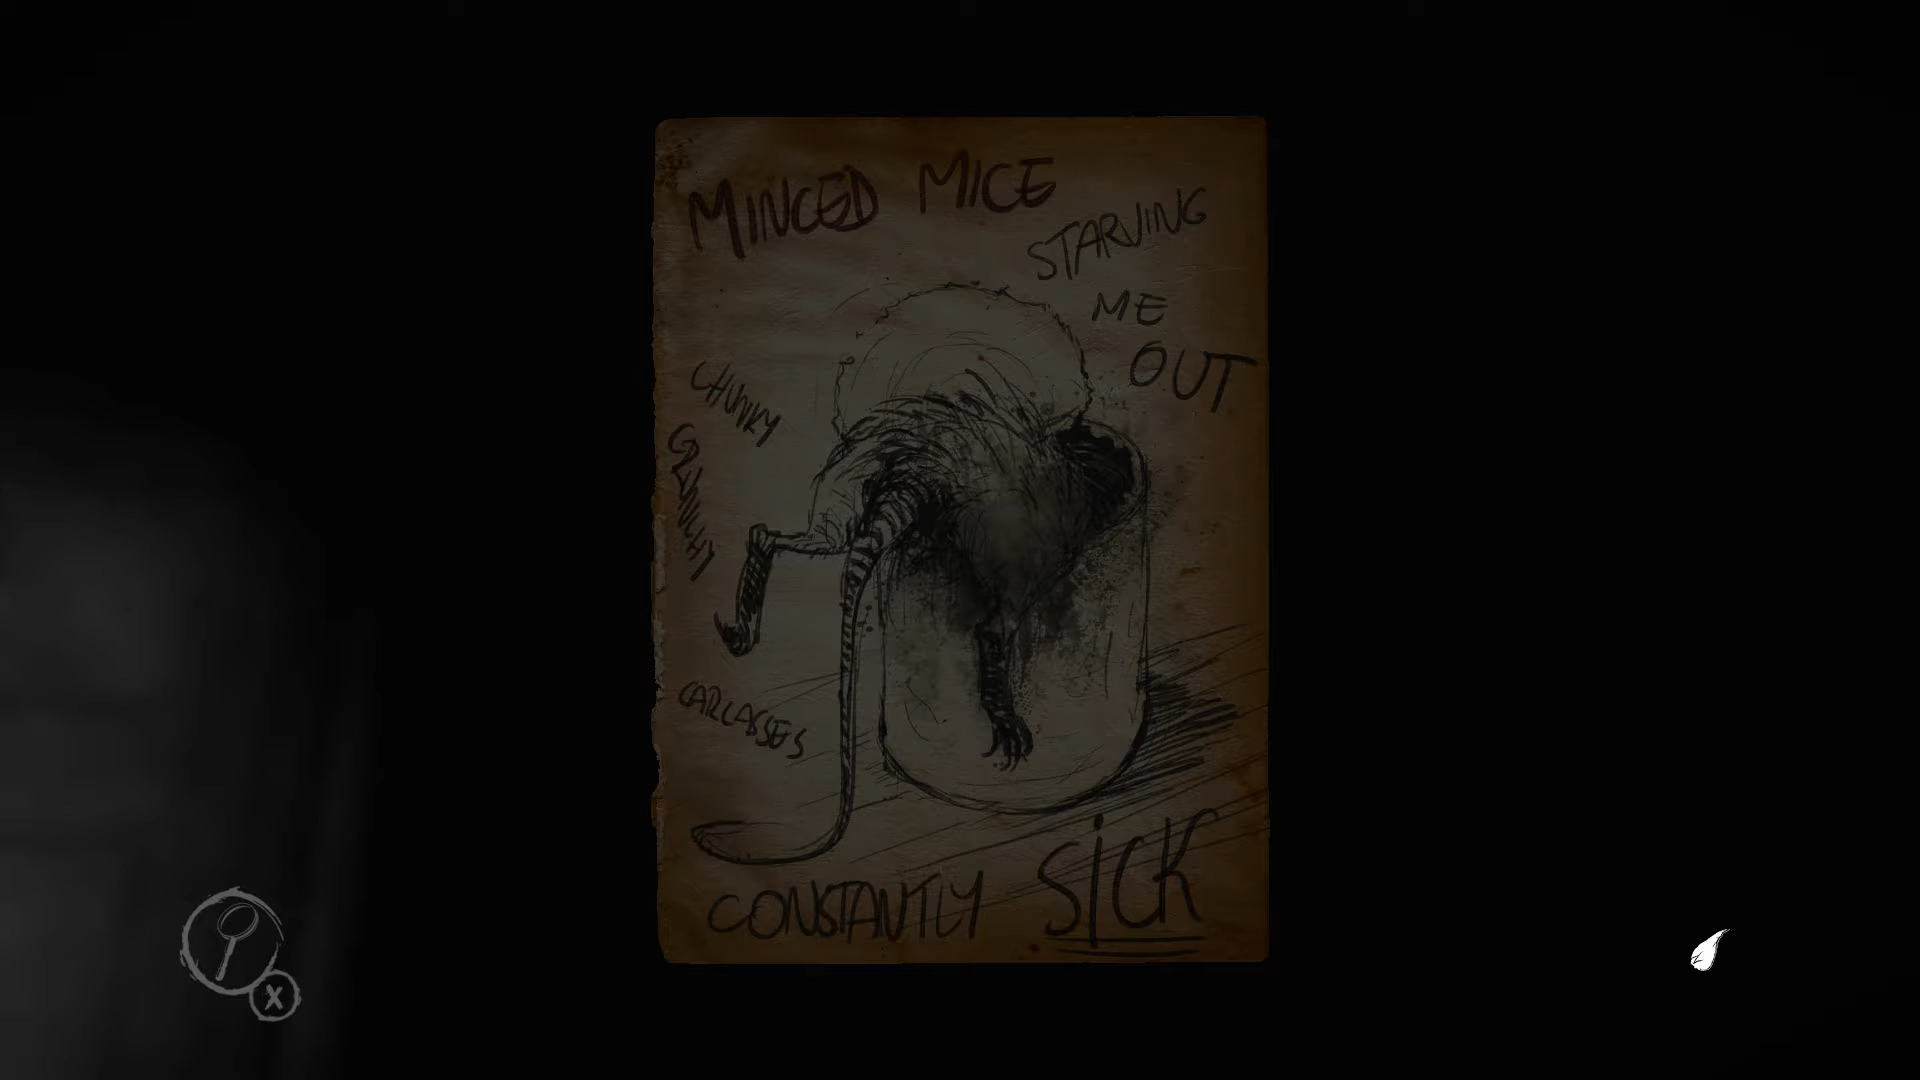 MINCED MICE
STARVING
ME
OUT
CHUNKY
CRUNCHY
CARCASSES
CONSTANTLY SiCK
X